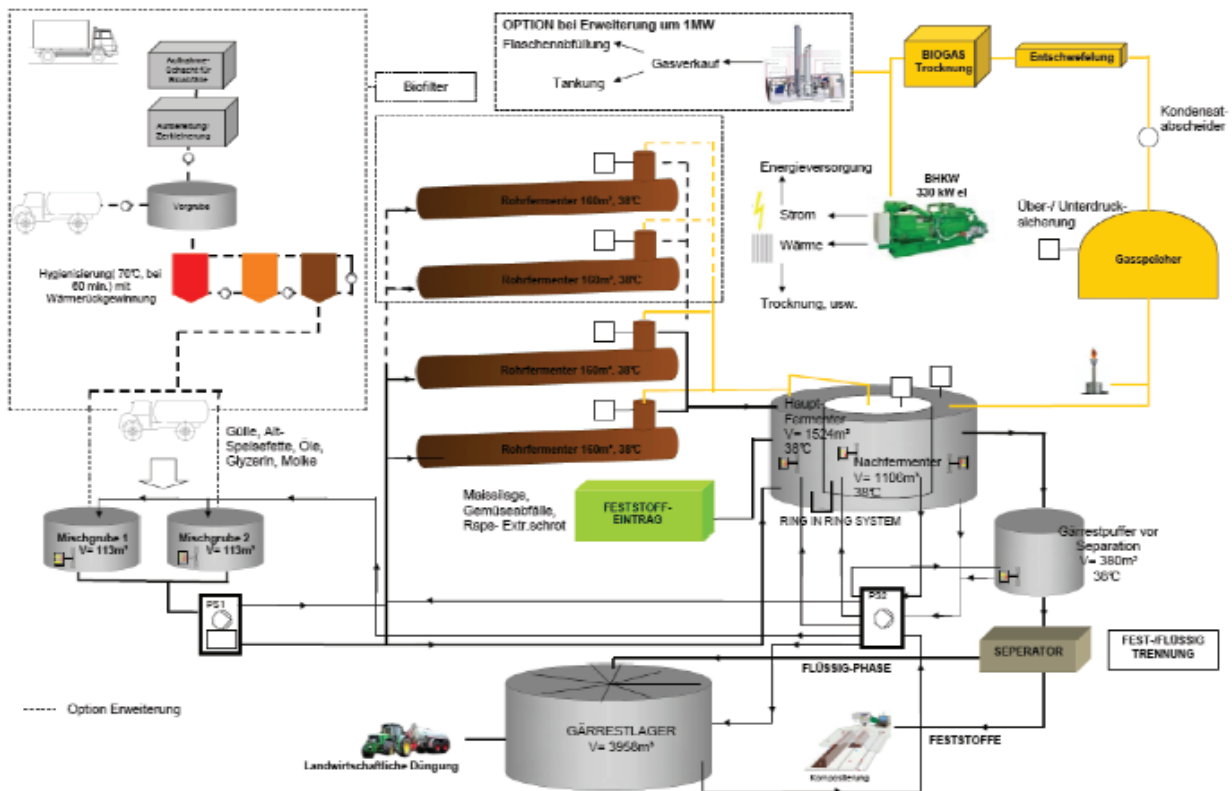 OPTION bei Erweiterung um 1MW
Flaschenabfüllung
Gasverkauf
Tankung
BIOGAS
Trocknung
Entschwefelung
Kondensat-
abscheider
Aufnahme-
Schacht für
Aufbereitung/
Zerkleinerung
Biofilter
Vorgrube
Hygienisierung( 70°C, bei
60 min.) mit
Wärmerückgewinnung
Rohrfermenter 160m³, 38°C
Rohrfermenter 160m³, 38°C
Rohrfermenter 160m³, 38°C
Rohrfermenter 160m³, 38°C
Energieversorgung
Strom
Wärme
Trocknung, usw.
BHKW
330 kW el
Über-/ Unterdruck-
sicherung
Gasspeicher
Gülle, Alt-
Speisefette, Öle,
Glyzerin, Molke
Mischgrube 1
V= 113m³
Mischgrube 2
V= 113m³
PS1
Maissilage,
Gemüseabfälle,
Raps- Extr.schrot
FESTSTOFF-
EINTRAG
Haupt-
Fermenter
V= 1524m³
38°C
Nachfermenter
V= 1106m³
38°C
RING IN RING SYSTEM
Gärrestpuffer vor
Separation
V= 380m³
38°C
PS2
SEPERATOR
FEST-/FLÜSSIG
TRENNUNG
FLÜSSIG-PHASE
FESTSTOFFE
GÄRRESTLAGER
V= 3958m³
Landwirtschaftliche Düngung
Kompostierung
----- Option Erweiterung